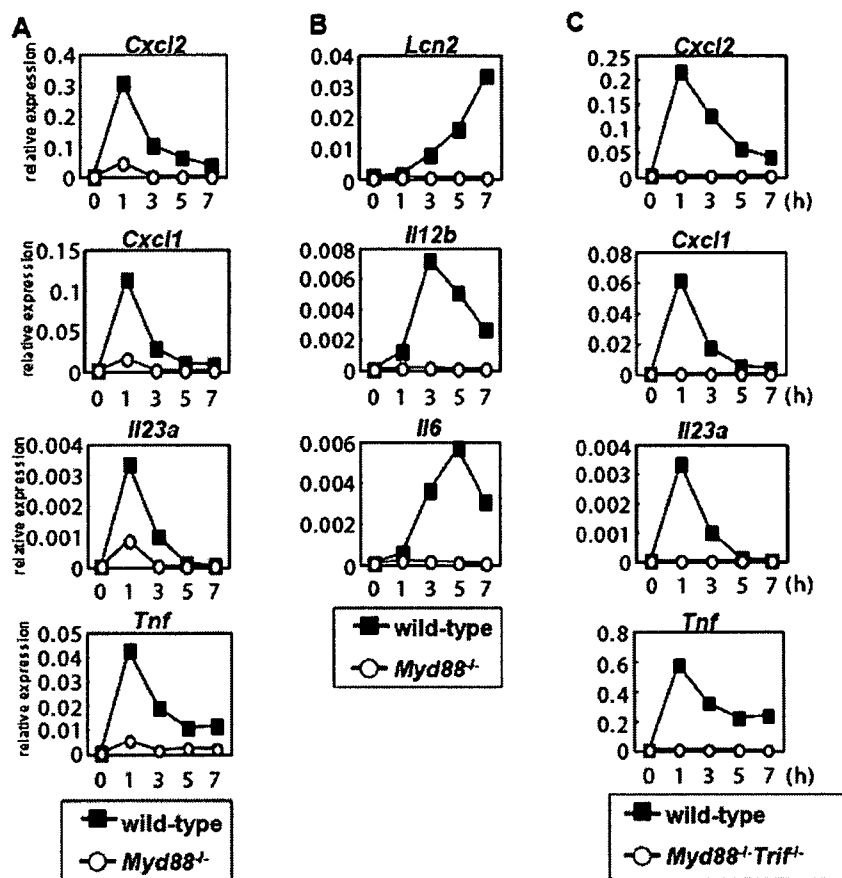 A
Cxcl2
relative expression
0.4
0.3
0.2
0.1
0
0 1 3 5 7
Cxcl1
relative expression
0.15
0.1
0.05
0
0 1 3 5 7
Il23a
relative expression
0.004
0.003
0.002
0.001
0
0 1 3 5 7
Tnf
relative expression
0.05
0.04
0.03
0.02
0.01
0
0 1 3 5 7
wild-type
Myd88-/-
B
Lcn2
0.04
0.03
0.02
0.01
0
0 1 3 5 7
Il12b
0.008
0.006
0.004
0.002
0
0 1 3 5 7
Il6
0.006
0.004
0.002
0
0 1 3 5 7
wild-type
Myd88-/-
C
Cxcl2
0.25
0.20
0.15
0.10
0.05
0
0 1 3 5 7 (h)
Cxcl1
0.08
0.06
0.04
0.02
0
0 1 3 5 7 (h)
Il23a
0.004
0.003
0.002
0.001
0
0 1 3 5 7 (h)
Tnf
0.8
0.6
0.4
0.2
0
0 1 3 5 7 (h)
wild-type
Myd88-/-Trif-/-